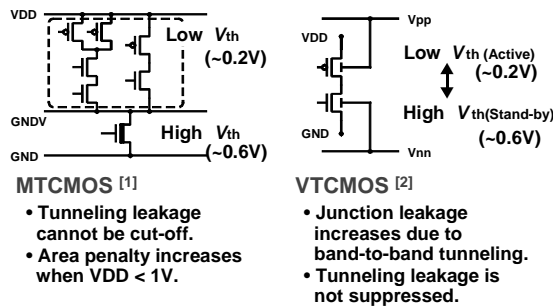 VDD
Low Vth
(~0.2V)
GNDV
High Vth
(~0.6V)
GND
MTCMOS [1]
• Tunneling leakage
cannot be cut-off.
• Area penalty increases
when VDD < 1V.
Vpp
VDD
Low Vth (Active)
(~0.2V)
High Vth(Stand-by)
(~0.6V)
GND
Vnn
VTCMOS [2]
• Junction leakage
increases due to
band-to-band tunneling.
• Tunneling leakage is
not suppressed.